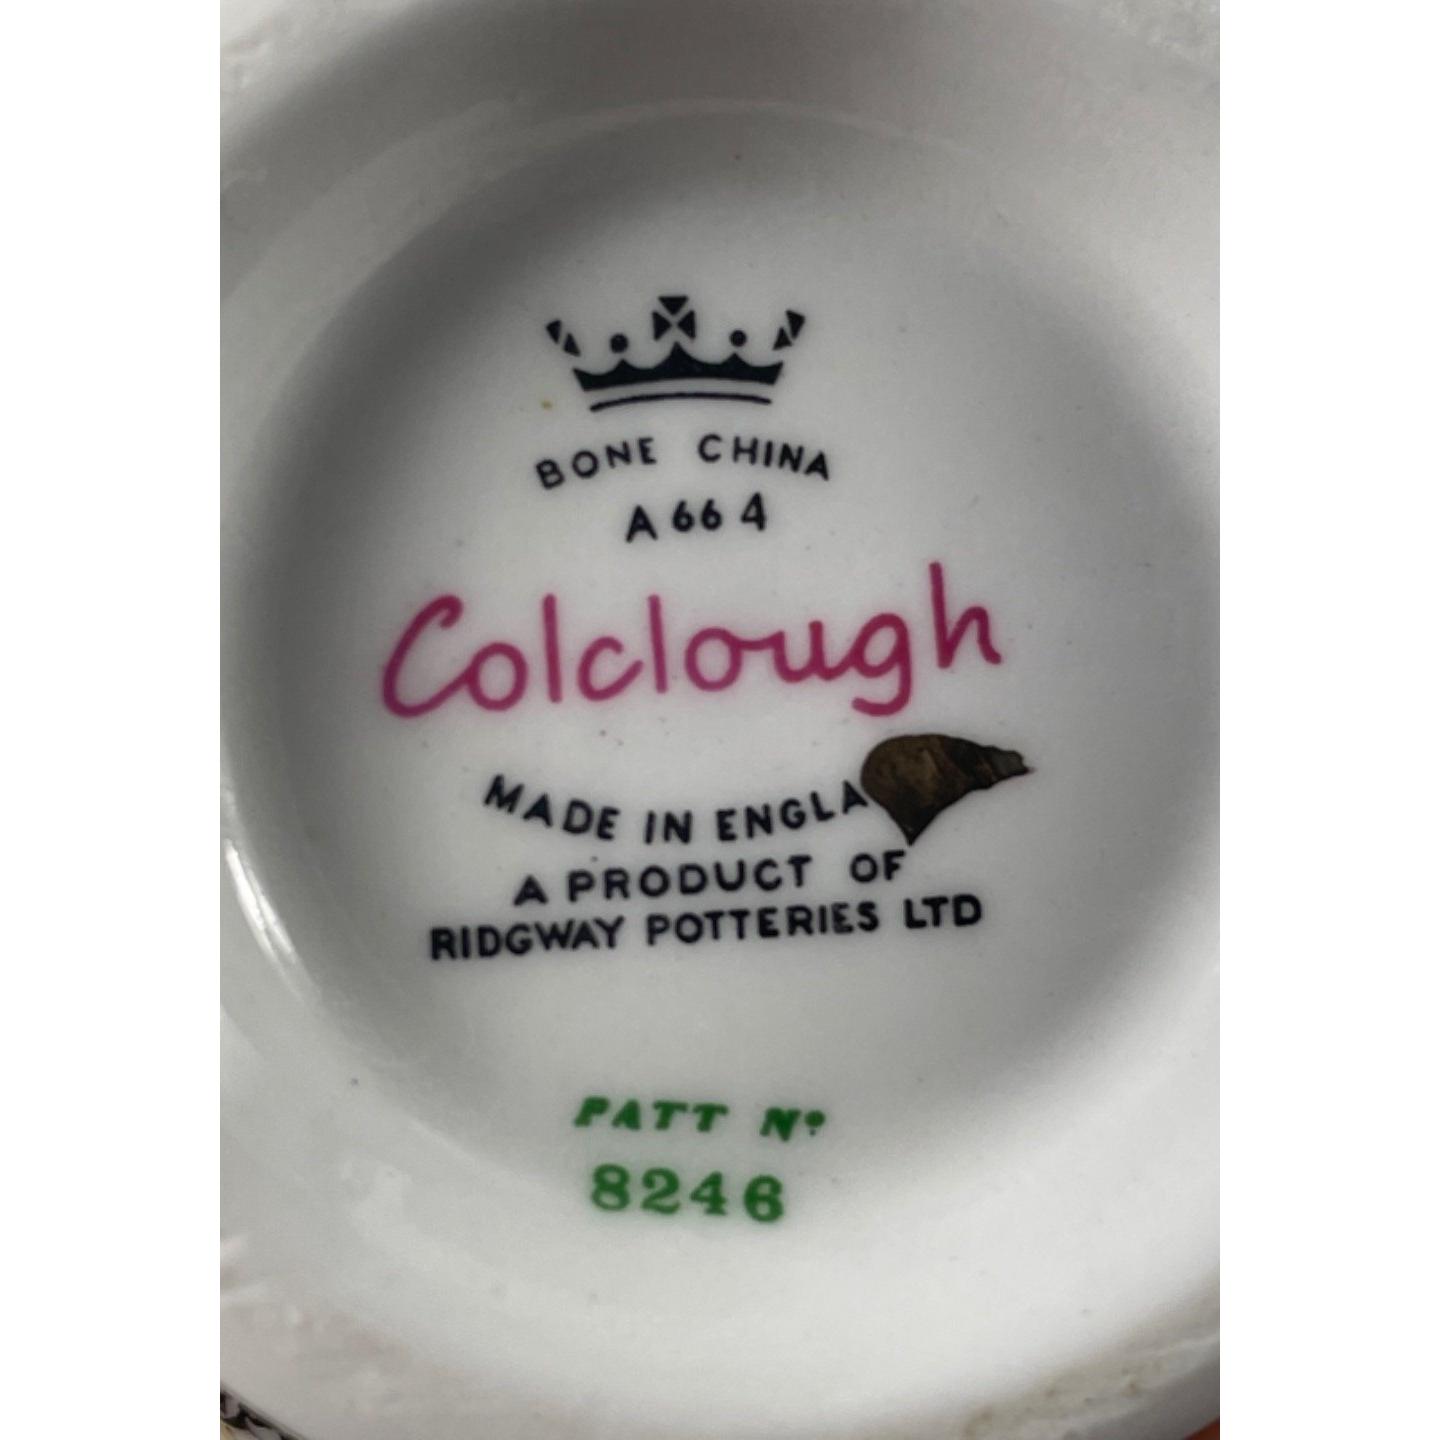 BONE CHINA
A 66 4
Colclough
MADE IN ENGLA
A PRODUCT OF
RIDGWAY POTTERIES LTD
PATT Nº
8246